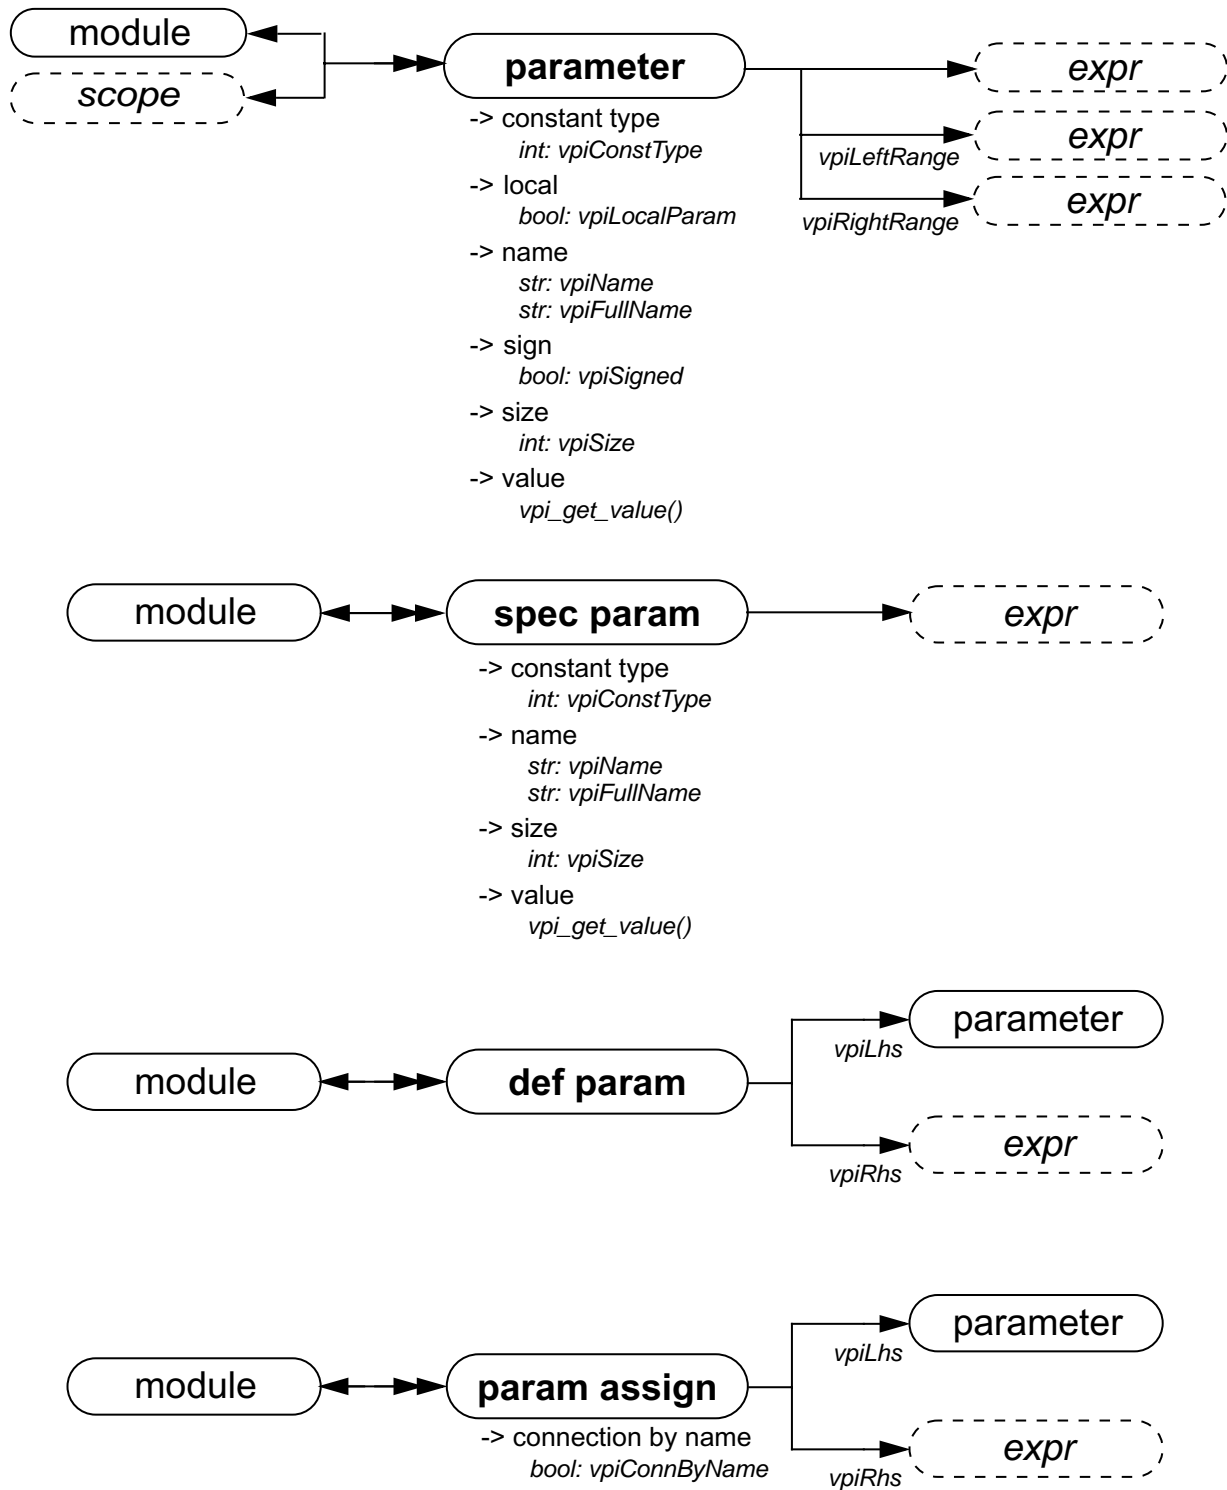 module
scope
parameter
-> constant type
int: vpiConstType
-> local
bool: vpiLocalParam
-> name
str: vpiName
str: vpiFullName
-> sign
bool: vpiSigned
-> size
int: vpiSize
-> value
vpi_get_value()
expr
vpiLeftRange
expr
vpiRightRange
expr
module
spec param
expr
-> constant type
int: vpiConstType
-> name
str: vpiName
str: vpiFullName
-> size
int: vpiSize
-> value
vpi_get_value()
module
def param
vpiLhs
parameter
vpiRhs
expr
module
param assign
-> connection by name
bool: vpiConnByName
vpiLhs
parameter
vpiRhs
expr